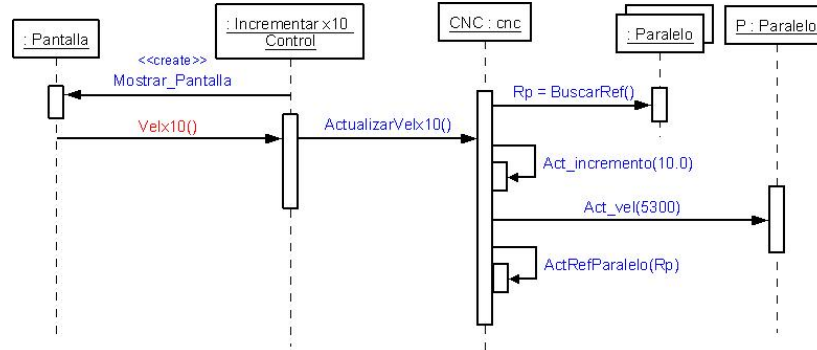 : Pantalla
: Incrementar x10
Control
CNC : cnc
: Paralelo
P : Paralelo
<<create>>
Mostrar_Pantalla
Rp = BuscarRef()
Velx10()
ActualizarVelx10()
Act_incremento(10.0)
Act_vel(5300)
ActRefParalelo(Rp)